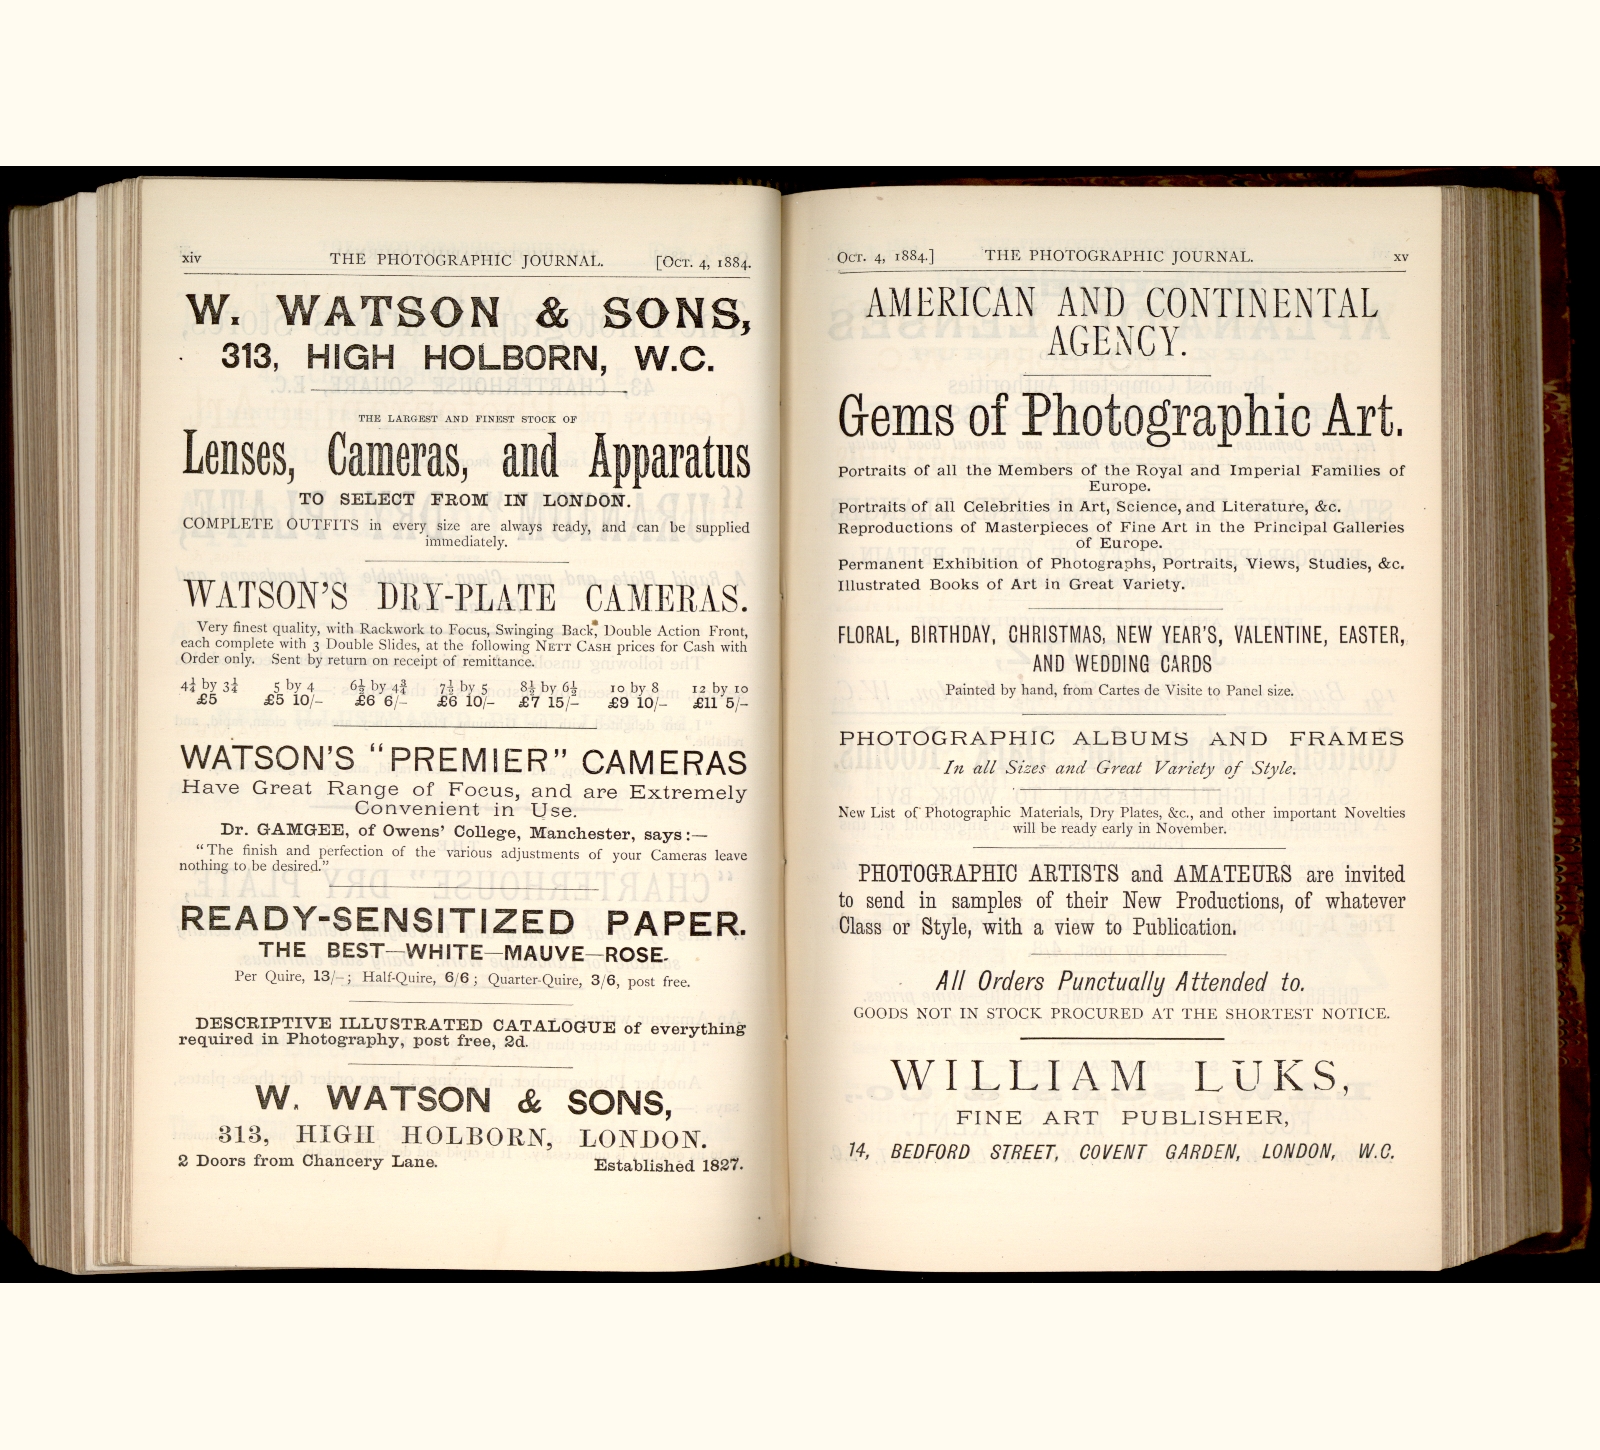 xiv THE PHOTOGRAPHIC JOURNAL. [Oct. 4, 1884.
W. WATSON & SONS,
313, HIGH HOLBORN, W.C.
THE LARGEST AND FINEST STOCK OF
Lenses, Cameras, and Apparatus
TO SELECT FROM IN LONDON.
COMPLETE OUTFITS in every size are always ready, and can be supplied
immediately.
WATSON'S DRY-PLATE CAMERAS.
Very finest quality, with Rackwork to Focus, Swinging Back, Double Action Front,
each complete with 3 Double Slides, at the following NETT CASH prices for Cash with
Order only. Sent by return on receipt of remittance.
4¼ by 3¼ 5 by 4 6½ by 4¾ 7½ by 5 8½ by 6½ 10 by 8 12 by 10
£5 £5 10/- £6 6/- £6 10/- £7 15/- £9 10/- £11 5/-
WATSON'S "PREMIER" CAMERAS
Have Great Range of Focus, and are Extremely
Convenient in Use.
Dr. GAMGEE, of Owens' College, Manchester, says:—
"The finish and perfection of the various adjustments of your Cameras leave
nothing to be desired."
READY-SENSITIZED PAPER.
THE BEST—WHITE—MAUVE—ROSE.
Per Quire, 13/-; Half-Quire, 6/6; Quarter-Quire, 3/6, post free.
DESCRIPTIVE ILLUSTRATED CATALOGUE of everything
required in Photography, post free, 2d.
W. WATSON & SONS,
313, HIGH HOLBORN, LONDON.
2 Doors from Chancery Lane. Established 1827.
Oct. 4, 1884.] THE PHOTOGRAPHIC JOURNAL. xv
AMERICAN AND CONTINENTAL
AGENCY.
Gems of Photographic Art.
Portraits of all the Members of the Royal and Imperial Families of
Europe.
Portraits of all Celebrities in Art, Science, and Literature, &c.
Reproductions of Masterpieces of Fine Art in the Principal Galleries
of Europe.
Permanent Exhibition of Photographs, Portraits, Views, Studies, &c.
Illustrated Books of Art in Great Variety.
FLORAL, BIRTHDAY, CHRISTMAS, NEW YEAR'S, VALENTINE, EASTER,
AND WEDDING CARDS
Painted by hand, from Cartes de Visite to Panel size.
PHOTOGRAPHIC ALBUMS AND FRAMES
In all Sizes and Great Variety of Style.
New List of Photographic Materials, Dry Plates, &c., and other important Novelties
will be ready early in November.
PHOTOGRAPHIC ARTISTS and AMATEURS are invited
to send in samples of their New Productions, of whatever
Class or Style, with a view to Publication.
All Orders Punctually Attended to.
GOODS NOT IN STOCK PROCURED AT THE SHORTEST NOTICE.
WILLIAM LUKS,
FINE ART PUBLISHER,
14, BEDFORD STREET, COVENT GARDEN, LONDON, W.C.